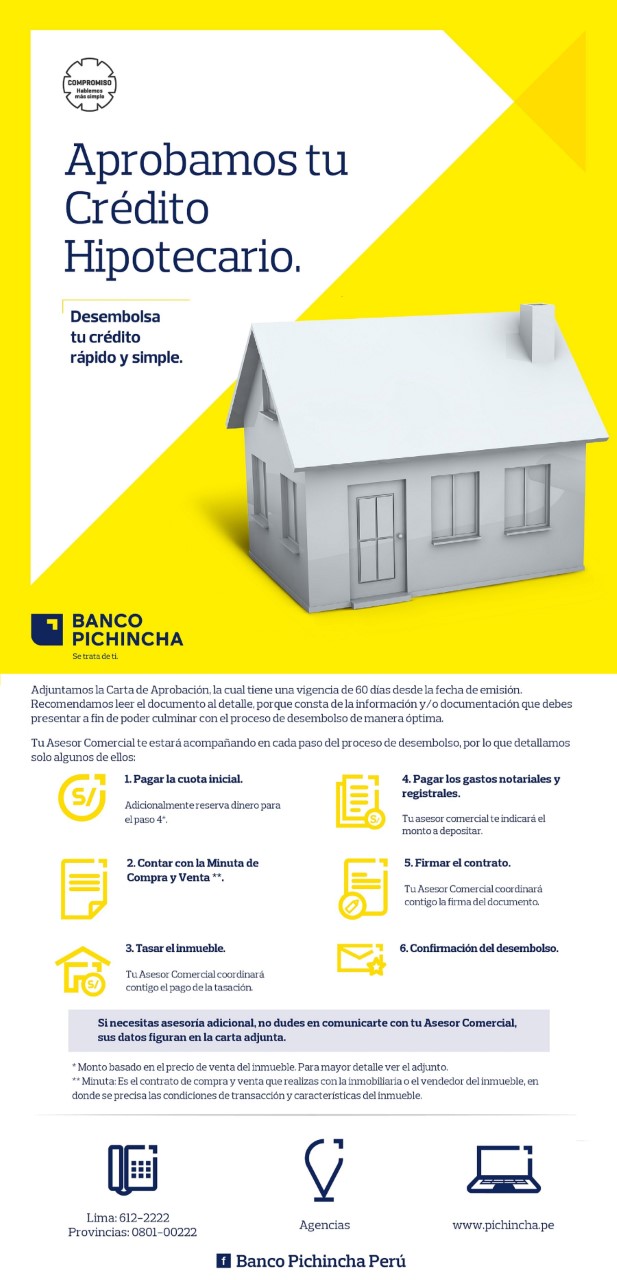 COMPROMISO
Hablemos
más simple
Aprobamos tu
Crédito
Hipotecario.
Desembolsa
tu crédito
rápido y simple.
BANCO
PICHINCHA
Se trata de ti.
Adjuntamos la Carta de Aprobación, la cual tiene una vigencia de 60 días desde la fecha de emisión.
Recomendamos leer el documento al detalle, porque consta de la información y/o documentación que debes
presentar a fin de poder culminar con el proceso de desembolso de manera óptima.
Tu Asesor Comercial te estará acompañando en cada paso del proceso de desembolso, por lo que detallamos
solo algunos de ellos:
S/
1. Pagar la cuota inicial.
Adicionalmente reserva dinero para
el paso 4*.
2. Contar con la Minuta de
Compra y Venta **.
3. Tasar el inmueble.
Tu Asesor Comercial coordinará
contigo el pago de la tasación.
S/
4. Pagar los gastos notariales y
registrales.
Tu asesor comercial te indicará el
monto a depositar.
S/
5. Firmar el contrato.
Tu Asesor Comercial coordinará
contigo la firma del documento.
6. Confirmación del desembolso.
Si necesitas asesoría adicional, no dudes en comunicarte con tu Asesor Comercial,
sus datos figuran en la carta adjunta.
* Monto basado en el precio de venta del inmueble. Para mayor detalle ver el adjunto.
** Minuta: Es el contrato de compra y venta que realizas con la inmobiliaria o el vendedor del inmueble, en
donde se precisa las condiciones de transacción y características del inmueble.
Lima: 612-2222
Provincias: 0801-00222
Agencias
www.pichincha.pe
f Banco Pichincha Perú